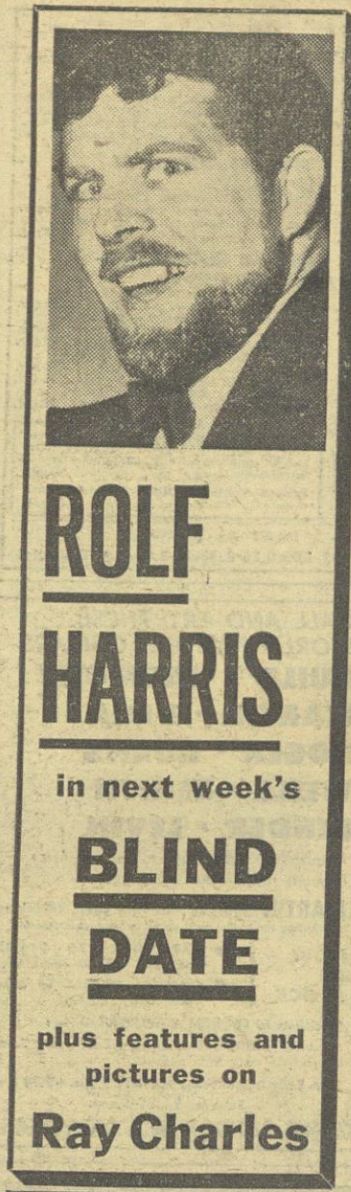 ROLF
HARRIS
in next week's
BLIND
DATE
plus features and
pictures on
Ray Charles